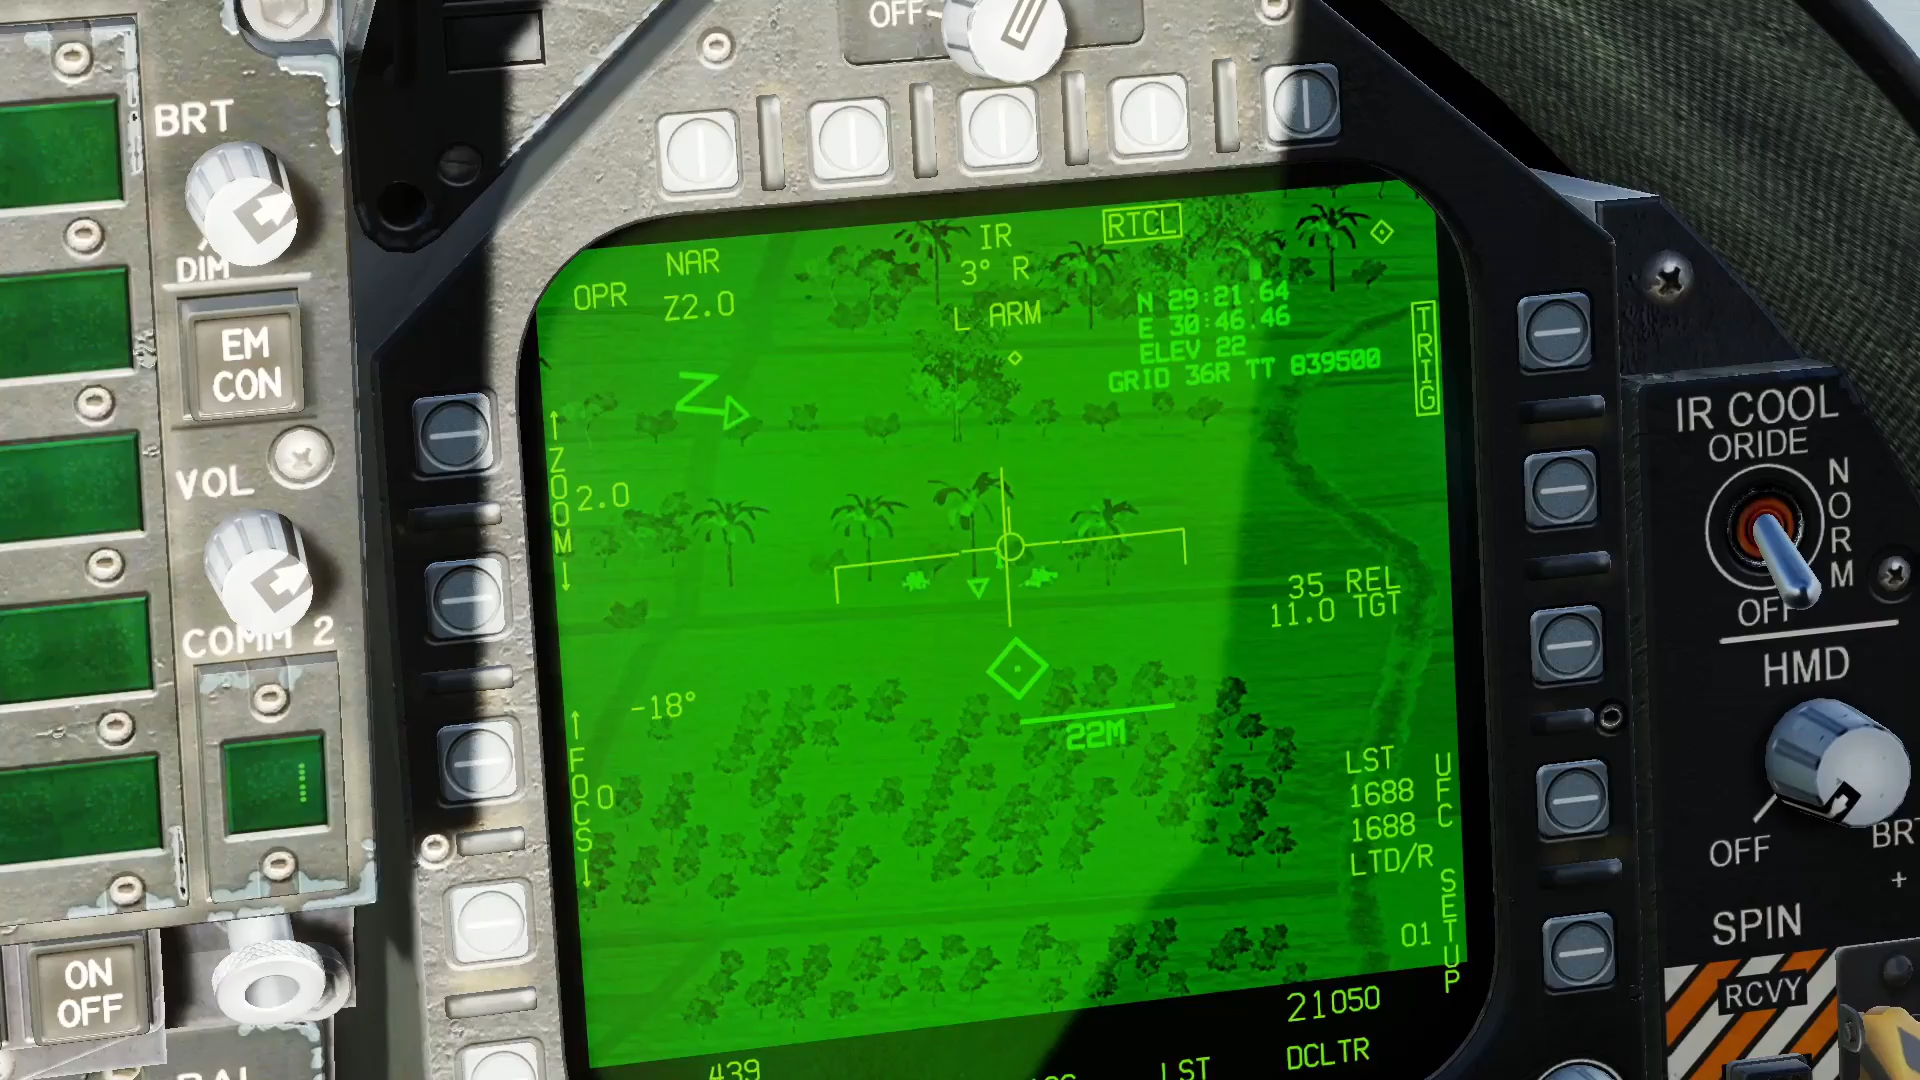 OFF
BRT
DIM
EM
CON
VOL
COMM 2
ON
OFF
NAR
IR
RTCL
OPR
Z2.0
3° R
L ARM
N 29:21.64
E 30:46.46
ELEV 22
GRID 36R TT 839500
TRIG
Z
ZOOM
2.0
35 REL
11.0 TGT
-18°
22M
FOCS
0
LST
1688
1688
LTD/R
UFC
01
SETUP
21050
439
LST
DCLTR
IR COOL
ORIDE
NORM
OFF
HMD
OFF
BRT
SPIN
RCVY